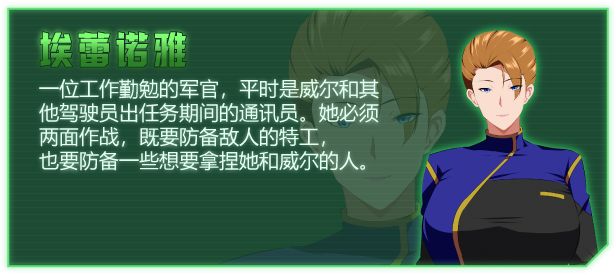 埃蕾诺雅
一位工作勤勉的军官，平时是威尔和其
他驾驶员出任务期间的通讯员。她必须
两面作战，既要防备敌人的特工，
也要防备一些想要拿捏她和威尔的人。